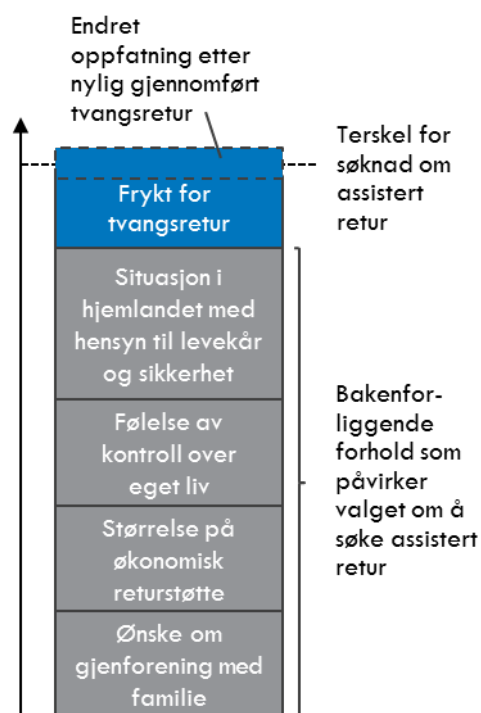 Endret
oppfatning etter
nylig gjennomført
tvangsretur
Terskel for
søknad om
assistert
retur
Frykt for
tvangsretur
Situasjon i
hjemlandet med
hensyn til levekår
og sikkerhet
Følelse av
kontroll over
eget liv
Størrelse på
økonomisk
returstøtte
Ønske om
gjenforening med
familie
Bakenfor-
liggende
forhold som
påvirker
valget om å
søke assistert
retur